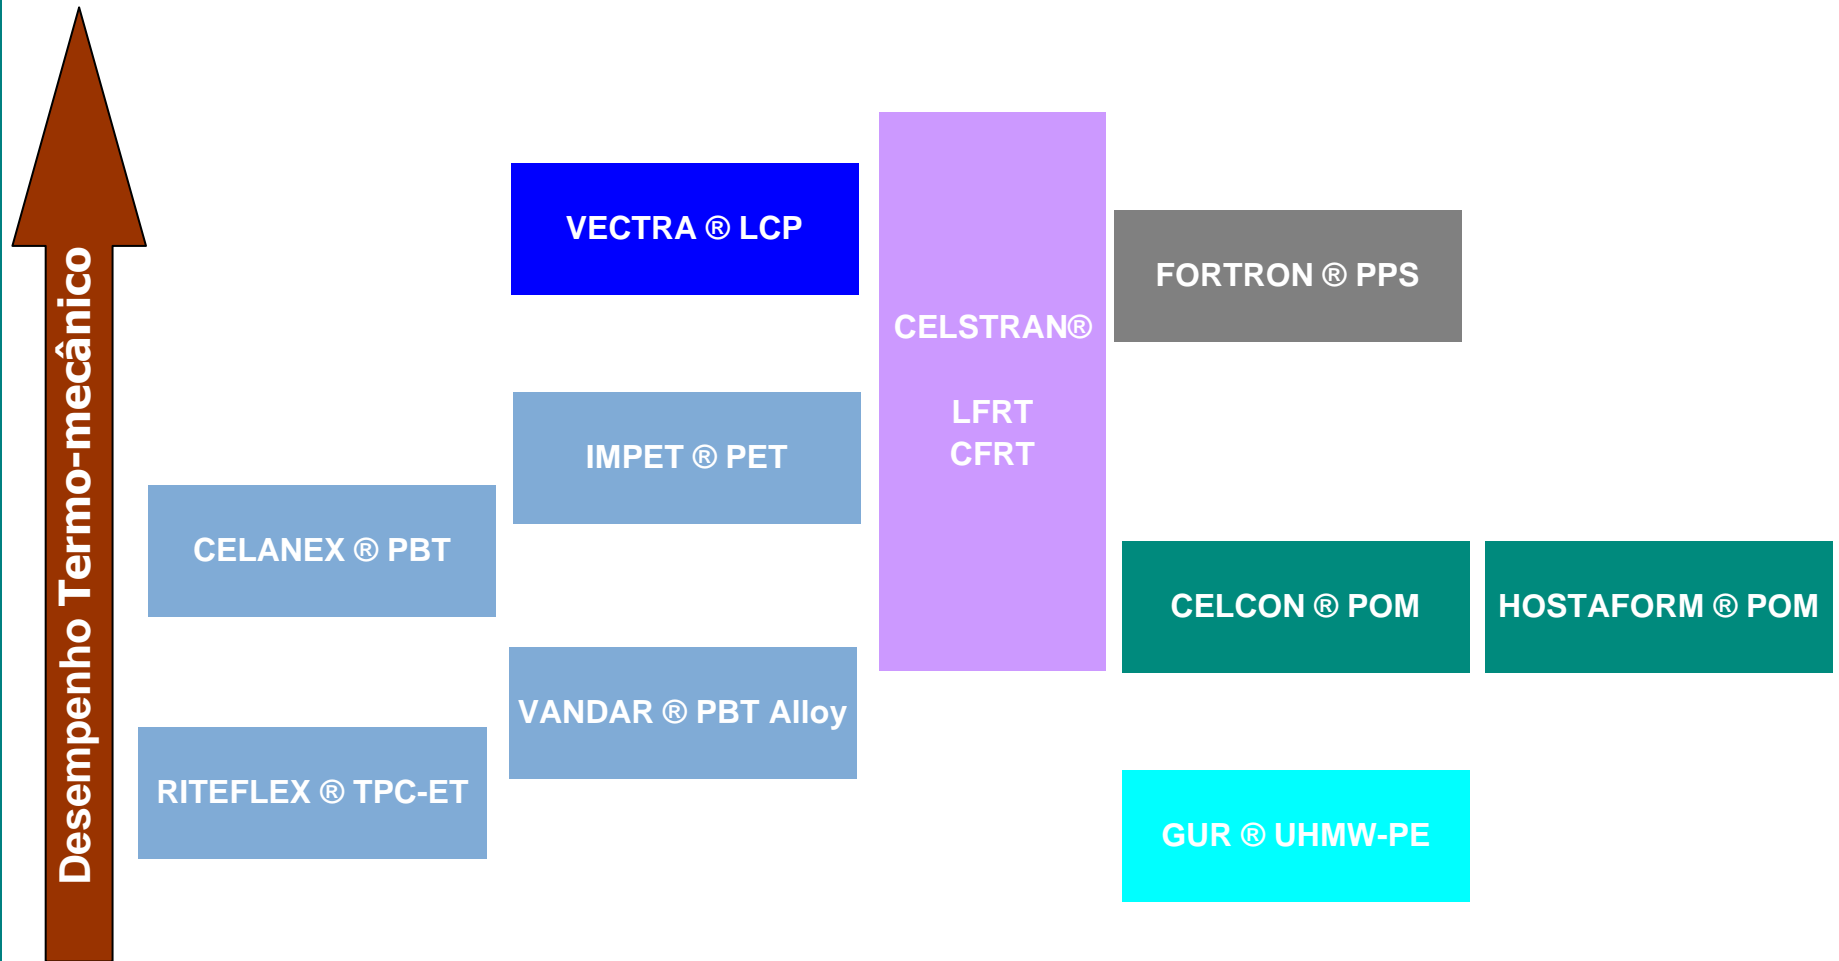 Desempenho Termo-mecânico
VECTRA ® LCP
FORTRON ® PPS
CELSTRAN®
LFRT
CFRT
IMPET ® PET
CELANEX ® PBT
CELCON ® POM
HOSTAFORM ® POM
VANDAR ® PBT Alloy
RITEFLEX ® TPC-ET
GUR ® UHMW-PE